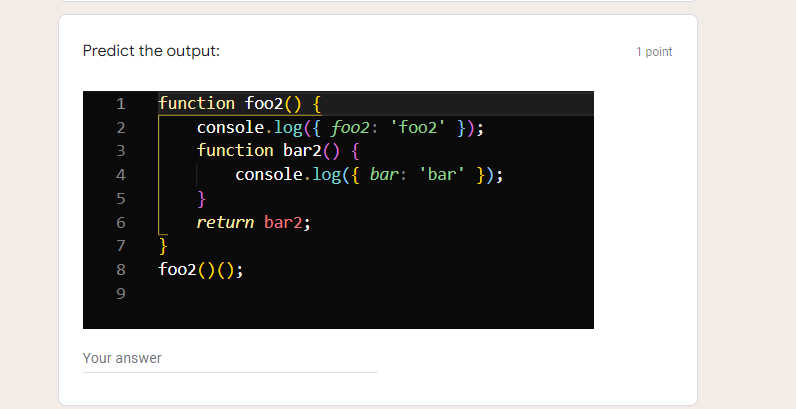 Predict the output:
1 point
1 function foo2() {
2 console.log({ foo2: 'foo2' });
3 function bar2() {
4 console.log({ bar: 'bar' });
5 }
6 return bar2;
7 }
8 foo2()();
9
Your answer